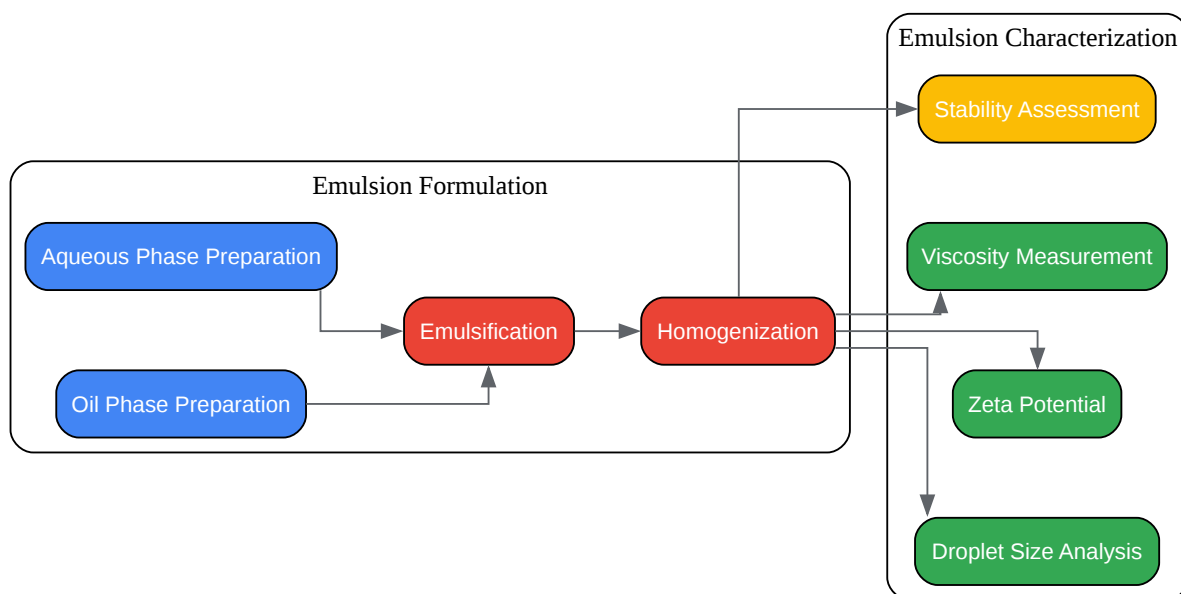 Emulsion Formulation
Aqueous Phase Preparation
Oil Phase Preparation
Emulsification
Homogenization
Emulsion Characterization
Stability Assessment
Viscosity Measurement
Zeta Potential
Droplet Size Analysis